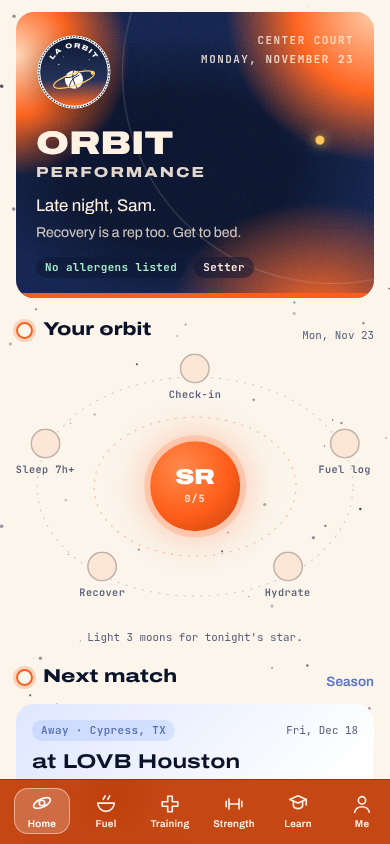 LA ORBIT
CENTER COURT
MONDAY, NOVEMBER 23
ORBIT
PERFORMANCE
Late night, Sam.
Recovery is a rep too. Get to bed.
No allergens listed
Setter
Your orbit
Mon, Nov 23
Check-in
Sleep 7h+
Fuel log
SR
0/5
Recover
Hydrate
Light 3 moons for tonight's star.
Next match
Season
Away · Cypress, TX
Fri, Dec 18
at LOVB Houston
Home
Fuel
Training
Strength
Learn
Me